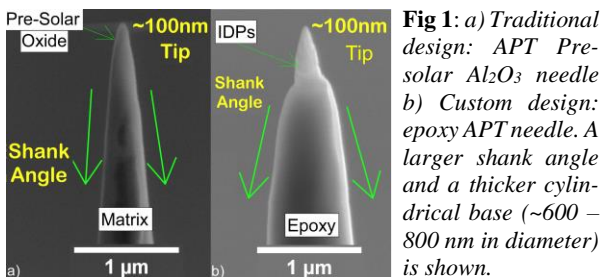 Pre-Solar
Oxide
~100nm
Tip
Shank
Angle
Matrix
1 µm
a)
IDPs
~100nm
Tip
Shank
Angle
Epoxy
1 µm
b)
Fig 1: a) Traditional
design: APT Pre-
solar Al₂O₃ needle
b) Custom design:
epoxy APT needle. A
larger shank angle
and a thicker cylin-
drical base (~600 –
800 nm in diameter)
is shown.